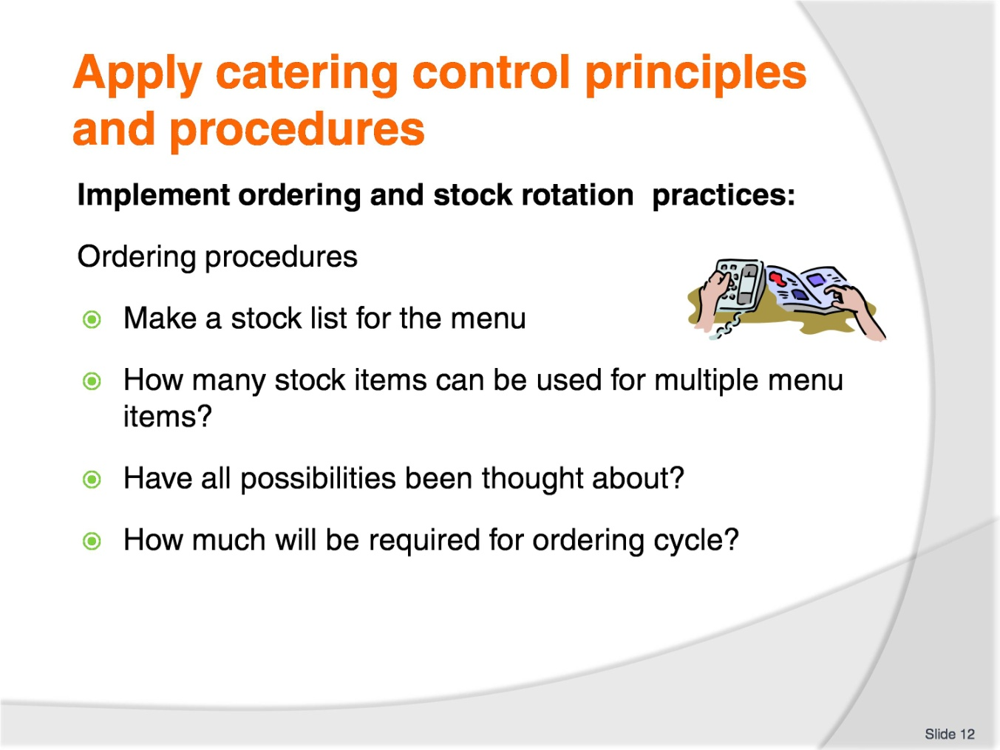 Apply catering control principles
and procedures
Implement ordering and stock rotation  practices:
Ordering procedures
Make a stock list for the menu
How many stock items can be used for multiple menu
items?
Have all possibilities been thought about?
How much will be required for ordering cycle?
Slide 12